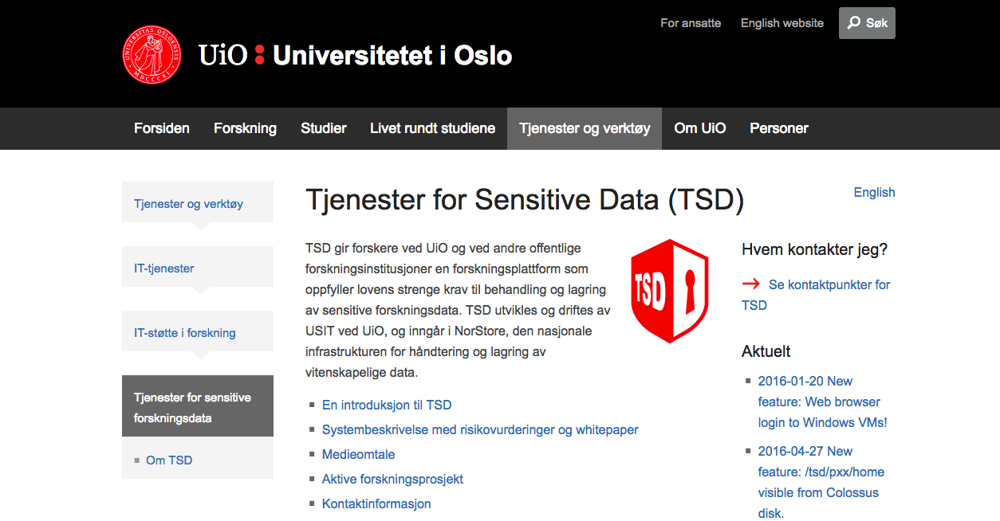 For ansatte
English website
Søk
UNIVERSITAS OSLOENSIS
MDCCCXI
UiO : Universitetet i Oslo
Forsiden
Forskning
Studier
Livet rundt studiene
Tjenester og verktøy
Om UiO
Personer
Tjenester og verktøy
IT-tjenester
IT-støtte i forskning
Tjenester for sensitive
forskningsdata
Om TSD
Tjenester for Sensitive Data (TSD)
English
TSD gir forskere ved UiO og ved andre offentlige
forskningsinstitusjoner en forskningsplattform som
oppfyller lovens strenge krav til behandling og lagring
av sensitive forskningsdata. TSD utvikles og driftes av
USIT ved UiO, og inngår i NorStore, den nasjonale
infrastrukturen for håndtering og lagring av
vitenskapelige data.
TSD
En introduksjon til TSD
Systembeskrivelse med risikovurderinger og whitepaper
Medieomtale
Aktive forskningsprosjekt
Kontaktinformasjon
Hvem kontakter jeg?
Se kontaktpunkter for
TSD
Aktuelt
2016-01-20 New
feature: Web browser
login to Windows VMs!
2016-04-27 New
feature: /tsd/pxx/home
visible from Colossus
disk.